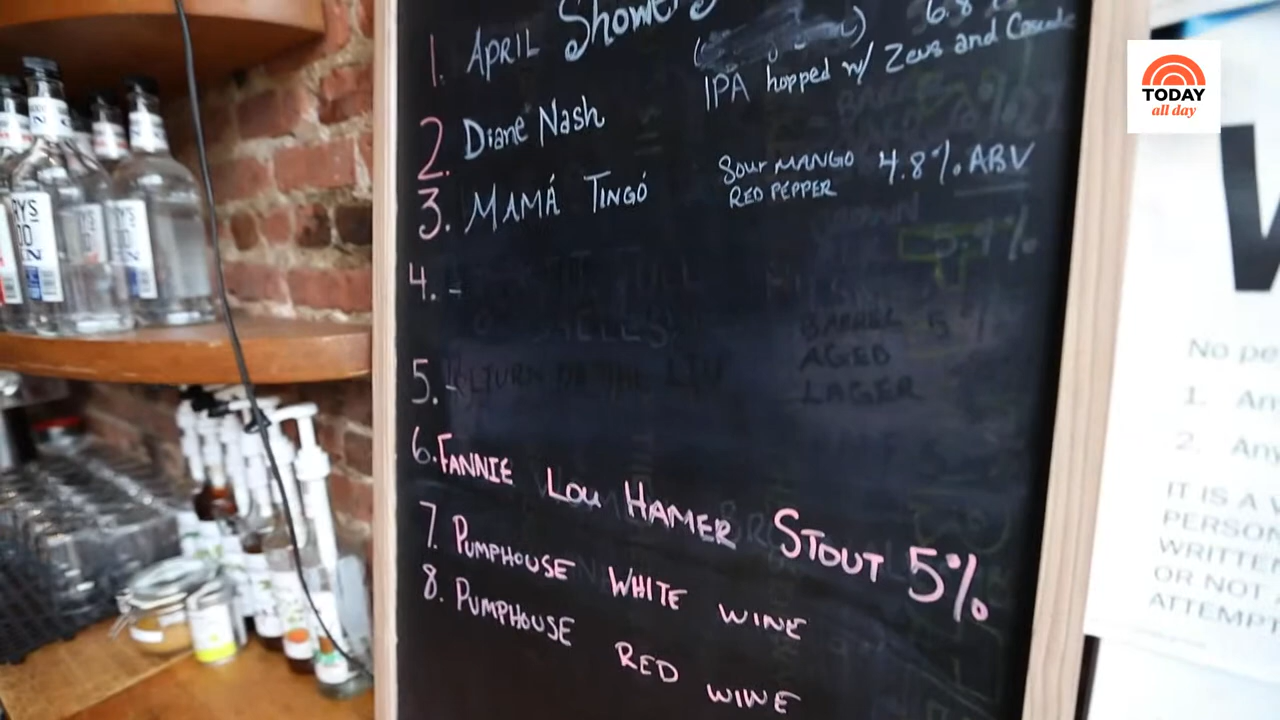 1. APRIL Showers
6.8
IPA hopped w/ Zeus and Cascade
2. Diane Nash
3. MAMÁ TINGÓ
SOUR MANGO 4.8% ABV
RED PEPPER
4. -
5. -
BARREL 5%
AGED
LAGER
6. FANNIE LOU HAMER STOUT 5%
7. PUMPHOUSE WHITE WINE
8. PUMPHOUSE RED WINE
TODAY
all day
W
No pe
1. An
2. Any
IT IS A V
PERSON
WRITTEN
OR NOT
ATTEMPT